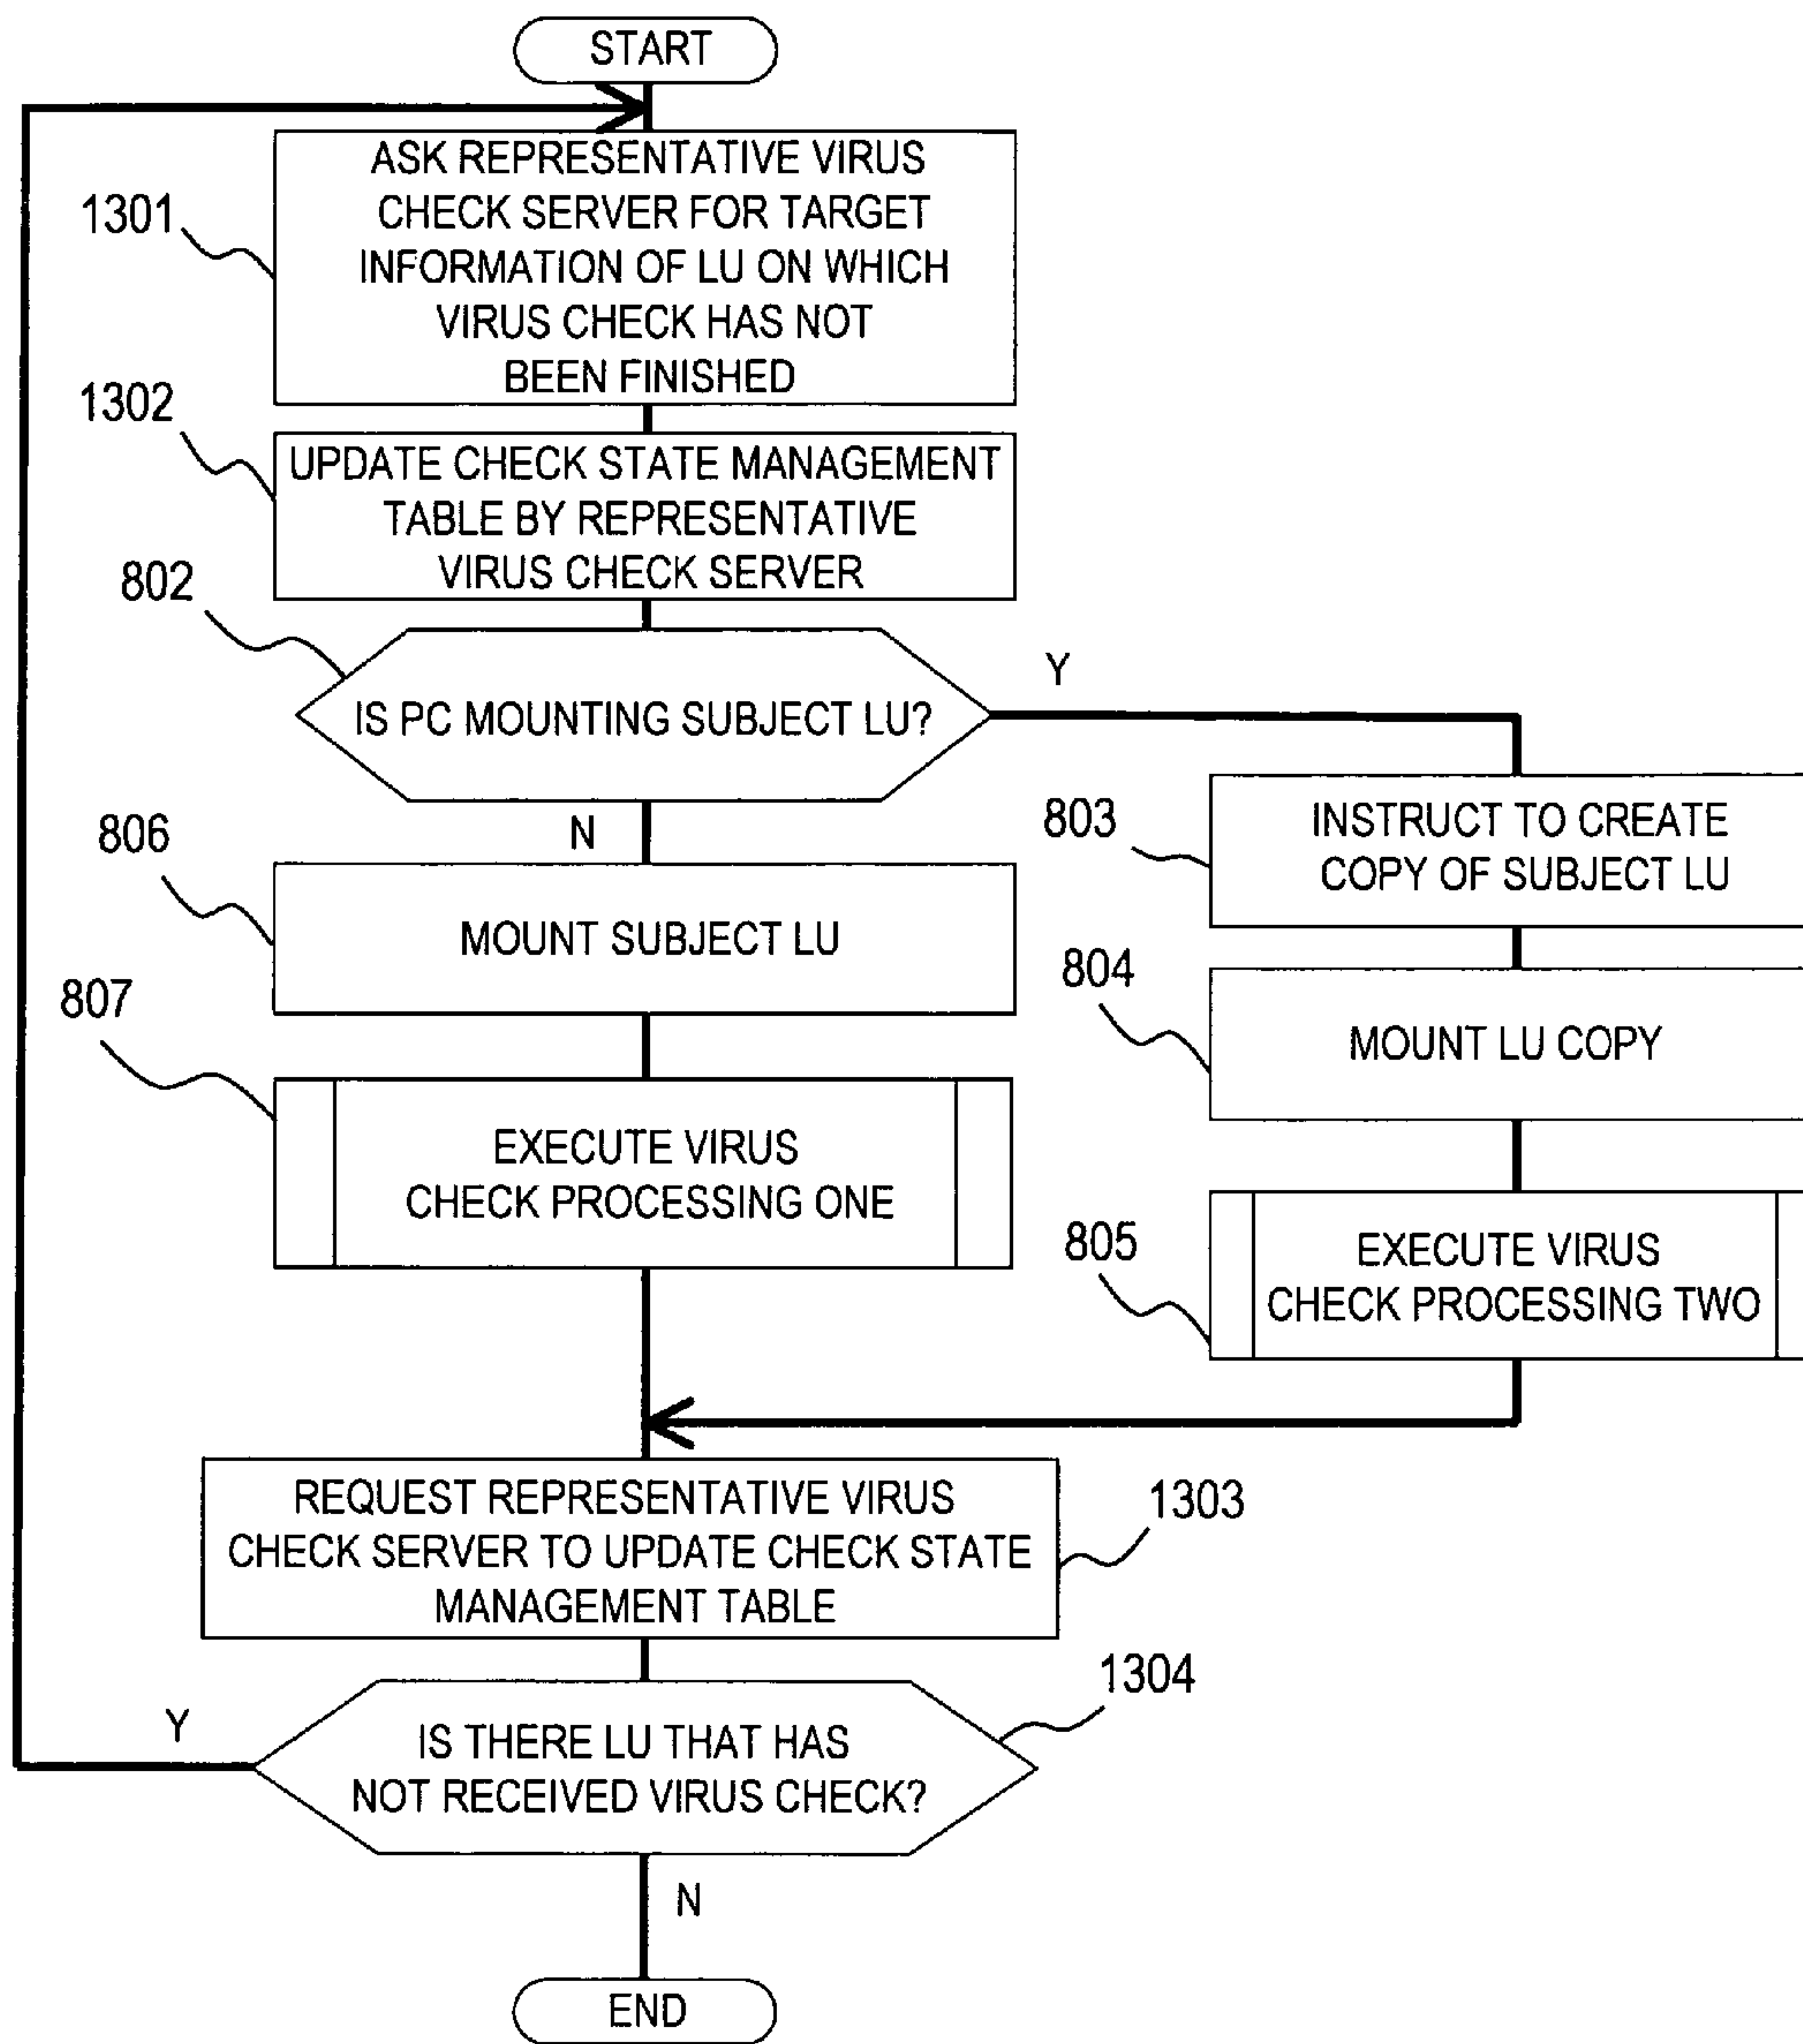 START
1301
ASK REPRESENTATIVE VIRUS
CHECK SERVER FOR TARGET
INFORMATION OF LU ON WHICH
VIRUS CHECK HAS NOT
BEEN FINISHED
1302
UPDATE CHECK STATE MANAGEMENT
TABLE BY REPRESENTATIVE
VIRUS CHECK SERVER
802
IS PC MOUNTING SUBJECT LU?
Y
N
803
INSTRUCT TO CREATE
COPY OF SUBJECT LU
804
MOUNT LU COPY
805
EXECUTE VIRUS
CHECK PROCESSING TWO
806
MOUNT SUBJECT LU
807
EXECUTE VIRUS
CHECK PROCESSING ONE
REQUEST REPRESENTATIVE VIRUS
CHECK SERVER TO UPDATE CHECK STATE
MANAGEMENT TABLE
1303
1304
IS THERE LU THAT HAS
NOT RECEIVED VIRUS CHECK?
Y
N
END